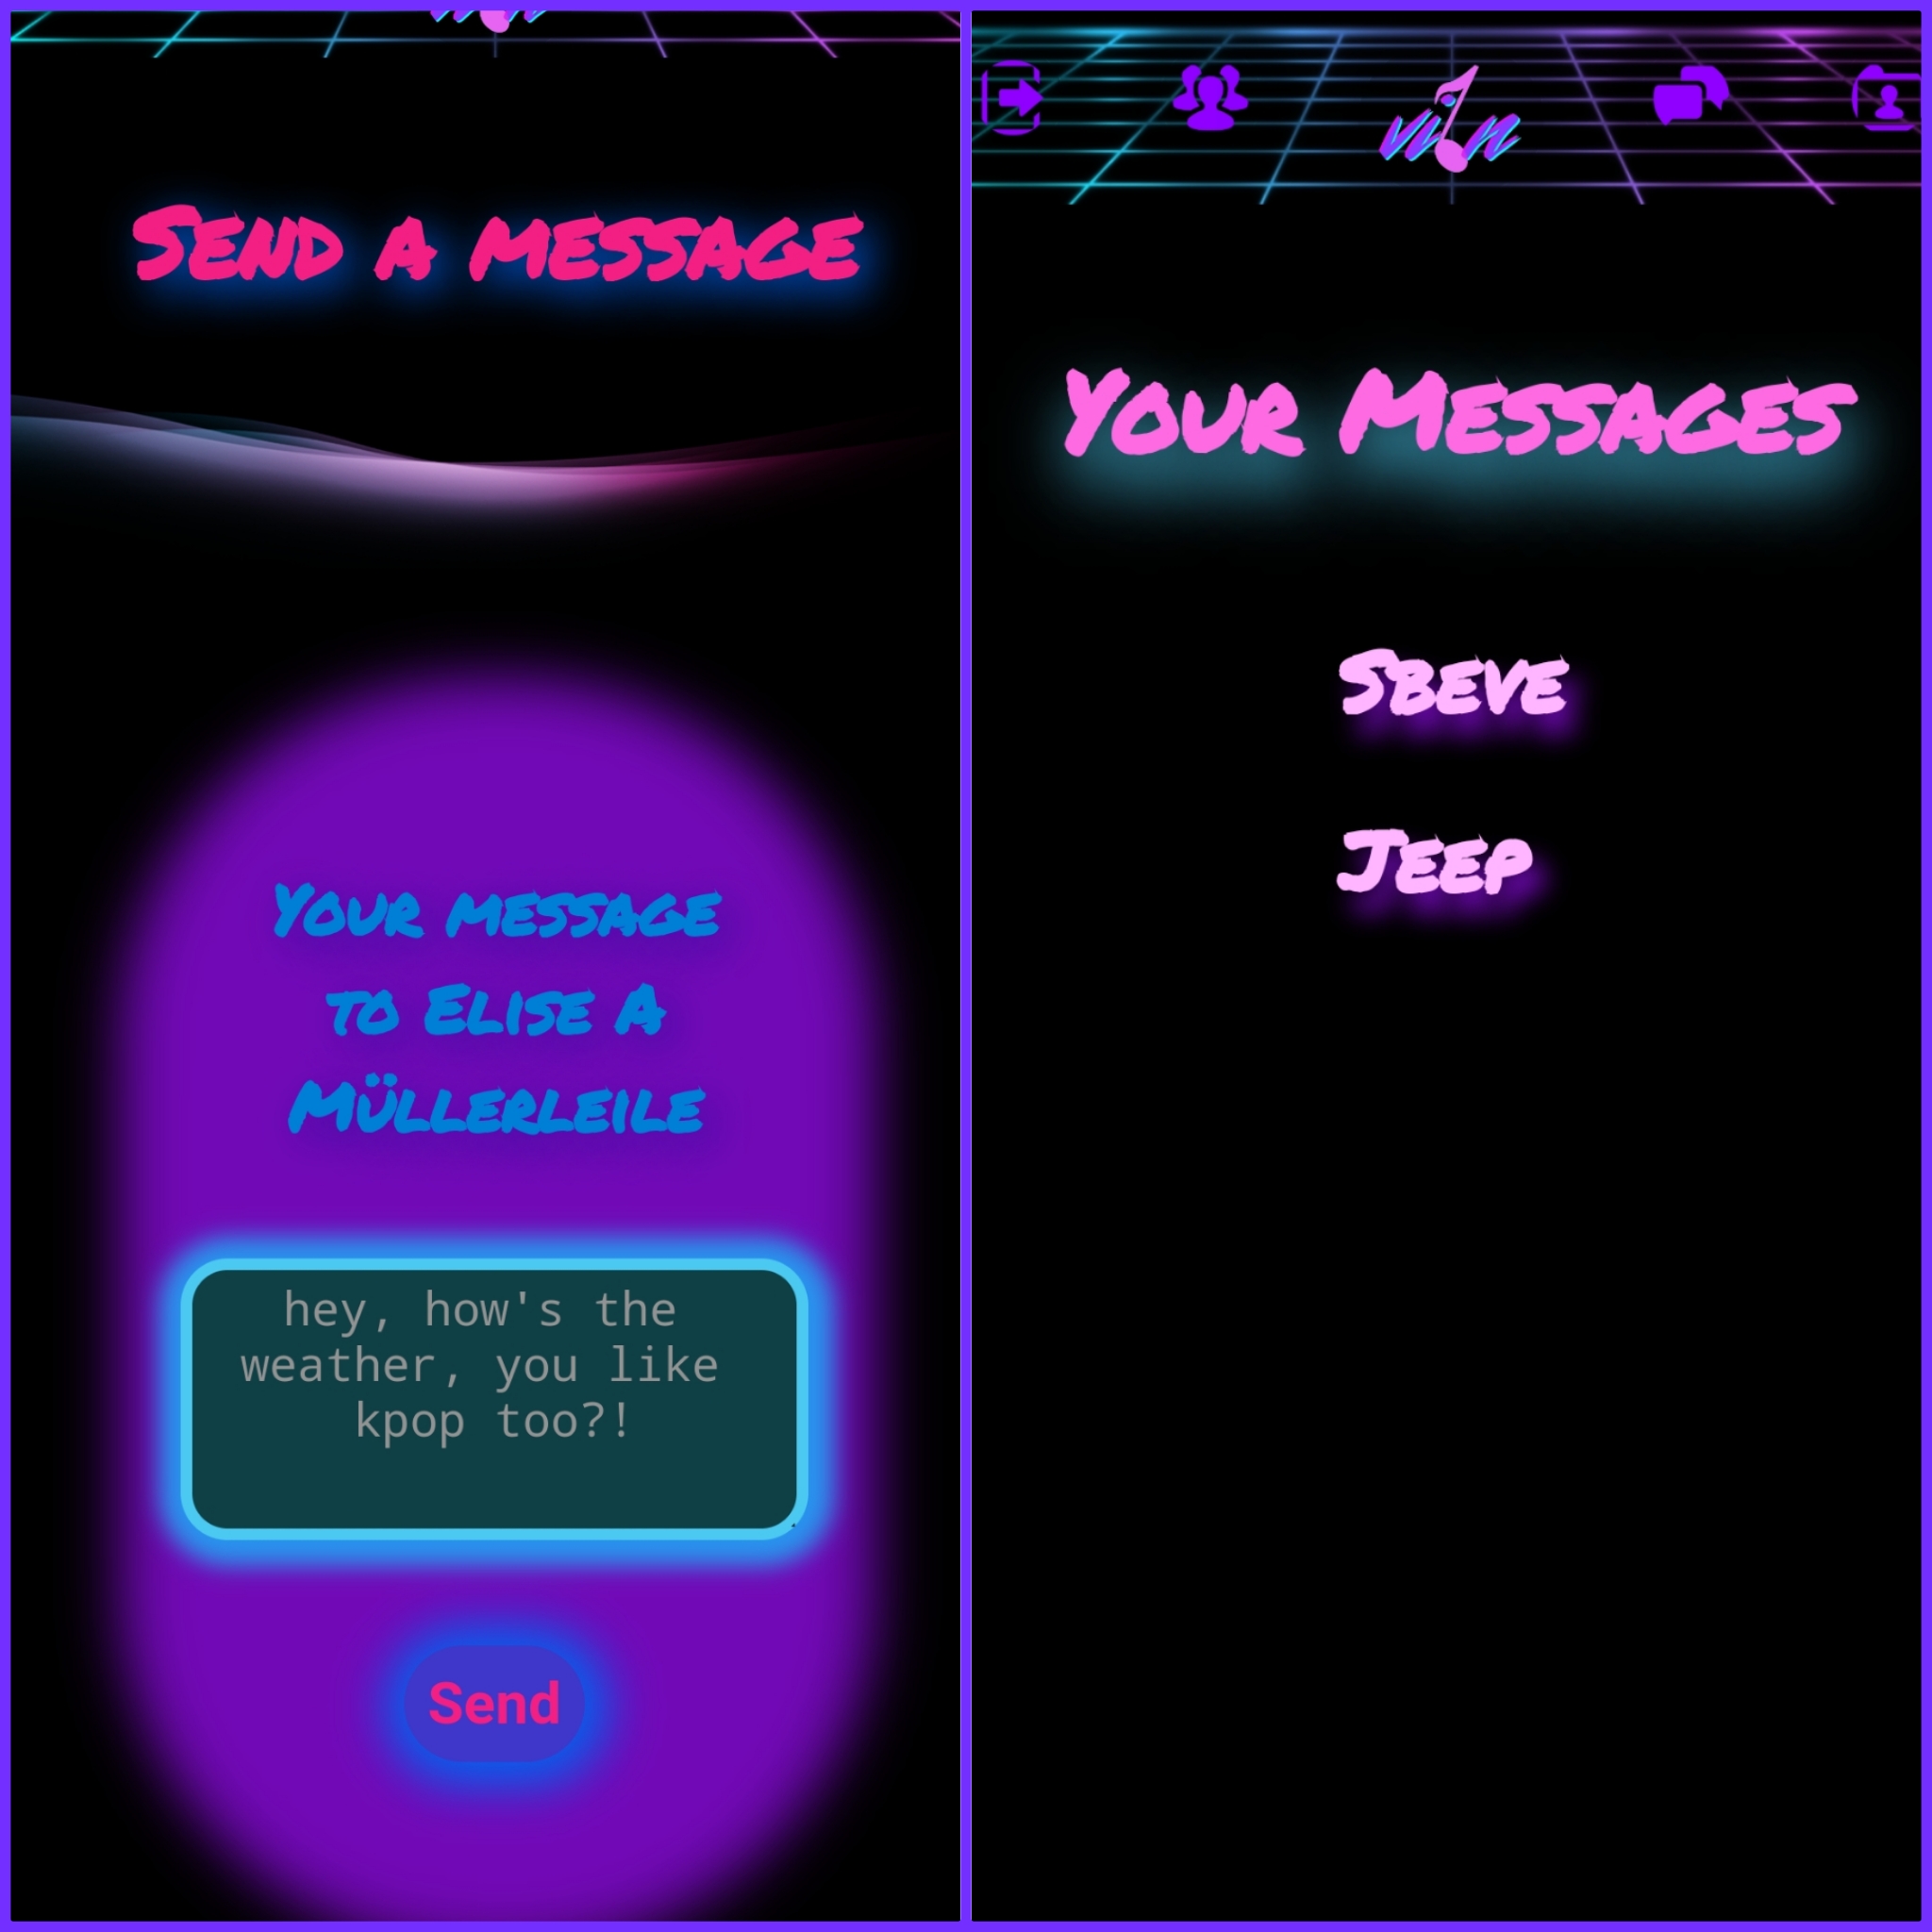 Send a message
Your message
to Elise A
Müllerleile
hey, how's the
weather, you like
kpop too?!
Send
Your Messages
Sbeve
Jeep